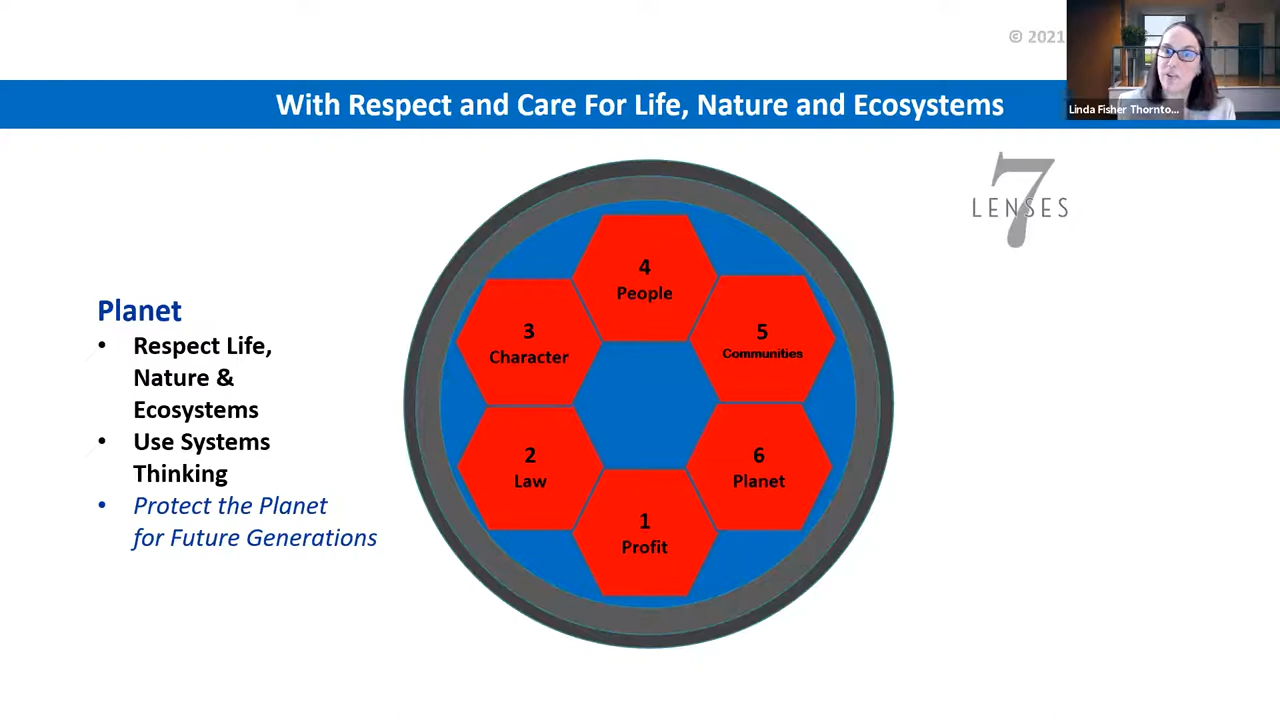 © 2021
Linda Fisher Thornto...
With Respect and Care For Life, Nature and Ecosystems
7
LENSES
Planet
• Respect Life,
Nature &
Ecosystems
• Use Systems
Thinking
• Protect the Planet
for Future Generations
4
People
3
Character
5
Communities
2
Law
6
Planet
1
Profit